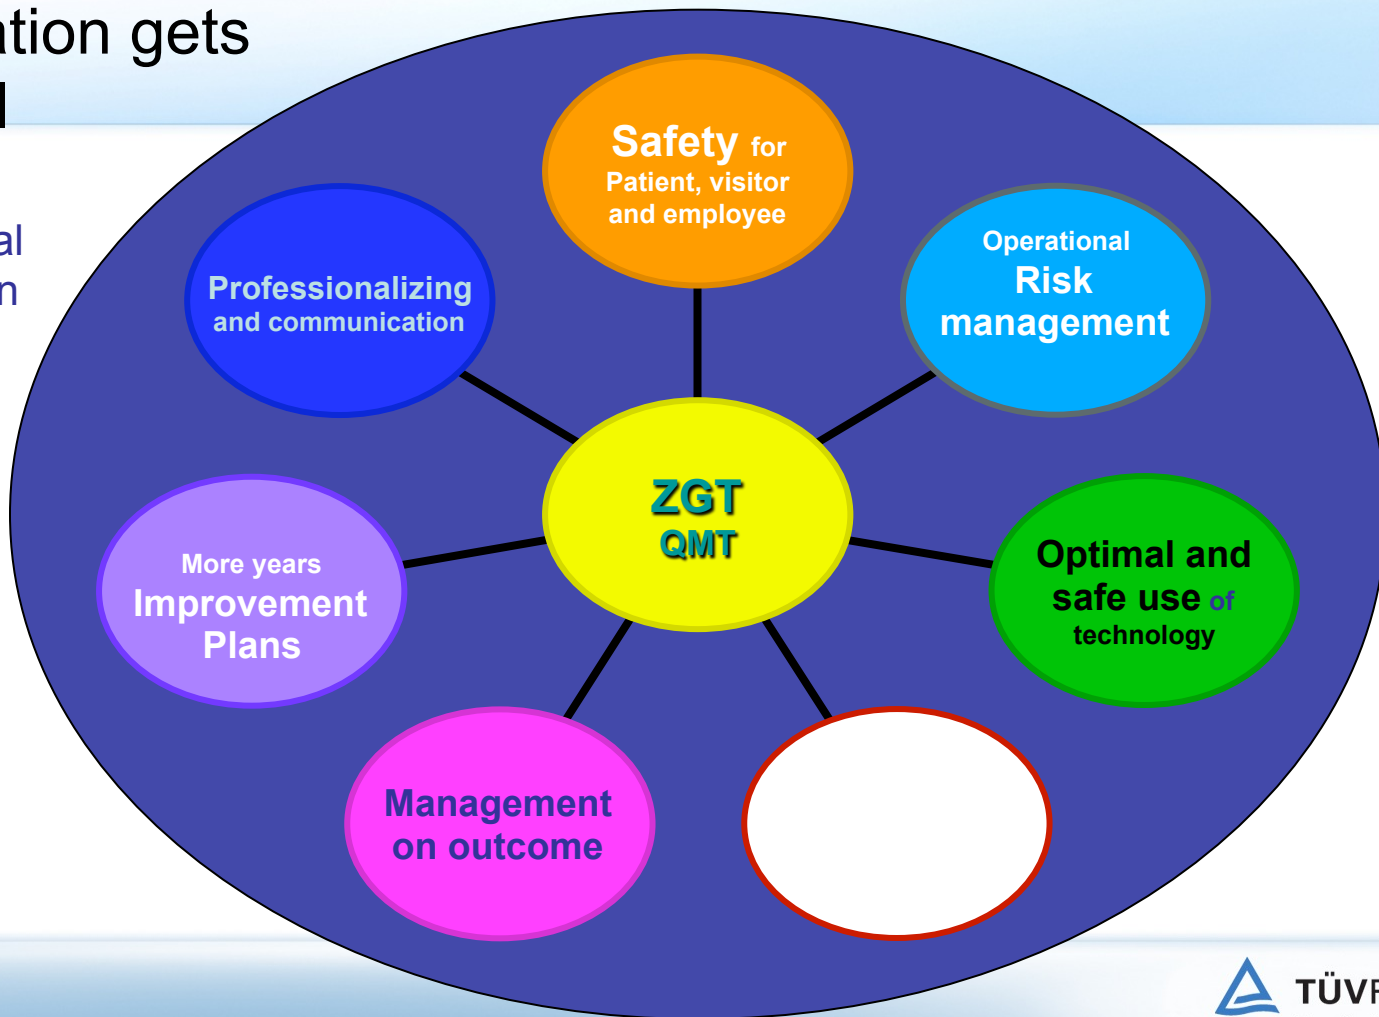 ation gets
al
n
Safety for
Patient, visitor
and employee
Operational
Risk
management
Professionalizing
and communication
ZGT
QMT
Optimal and
safe use of
technology
More years
Improvement
Plans
Management
on outcome
TÜV